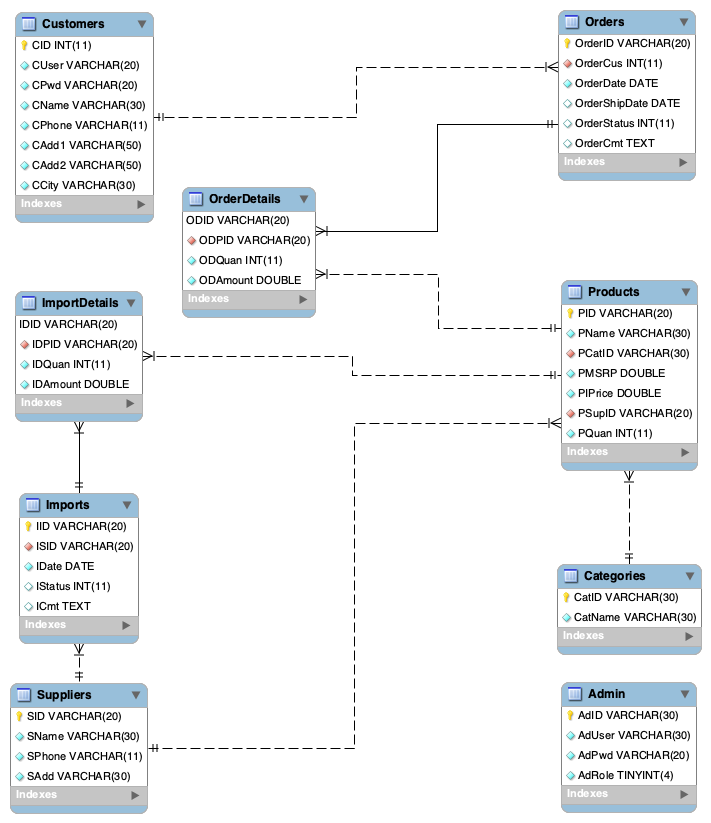 Customers
CID INT(11)
CUser VARCHAR(20)
CPwd VARCHAR(20)
CName VARCHAR(30)
CPhone VARCHAR(11)
CAdd1 VARCHAR(50)
CAdd2 VARCHAR(50)
CCity VARCHAR(30)
Indexes
Orders
OrderID VARCHAR(20)
OrderCus INT(11)
OrderDate DATE
OrderShipDate DATE
OrderStatus INT(11)
OrderCmt TEXT
Indexes
OrderDetails
ODID VARCHAR(20)
ODPID VARCHAR(20)
ODQuan INT(11)
ODAmount DOUBLE
Indexes
ImportDetails
IDID VARCHAR(20)
IDPID VARCHAR(20)
IDQuan INT(11)
IDAmount DOUBLE
Indexes
Products
PID VARCHAR(20)
PName VARCHAR(30)
PCatID VARCHAR(30)
PMSRP DOUBLE
PIPrice DOUBLE
PSupID VARCHAR(20)
PQuan INT(11)
Indexes
Imports
IID VARCHAR(20)
ISID VARCHAR(20)
IDate DATE
IStatus INT(11)
ICmt TEXT
Indexes
Categories
CatID VARCHAR(30)
CatName VARCHAR(30)
Indexes
Suppliers
SID VARCHAR(20)
SName VARCHAR(30)
SPhone VARCHAR(11)
SAdd VARCHAR(30)
Indexes
Admin
AdID VARCHAR(30)
AdUser VARCHAR(30)
AdPwd VARCHAR(20)
AdRole TINYINT(4)
Indexes